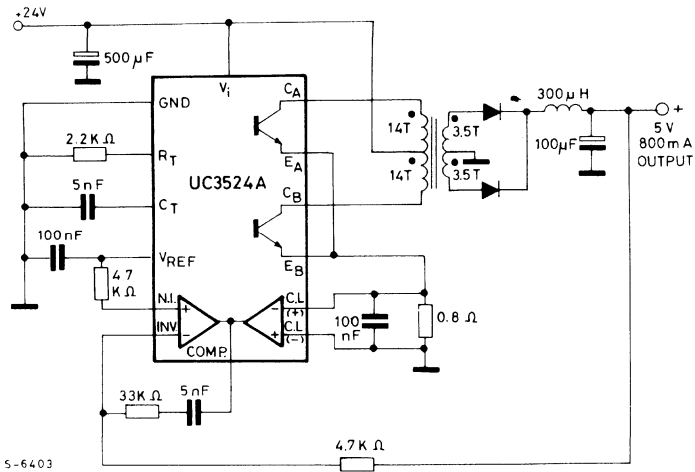 +24V
500µF
Vi
GND
CA
2.2KΩ
RT
EA
14T
3.5T
300µH
+
5V
800mA
OUTPUT
100µF
5nF
CT
UC3524A
14T
3.5T
CB
100nF
VREF
EB
4.7
KΩ
N.I.
+
-
C.L
(+)
INV.
-
+
C.L
(-)
100
nF
0.8Ω
COMP.
33KΩ
5nF
4.7KΩ
S-6403